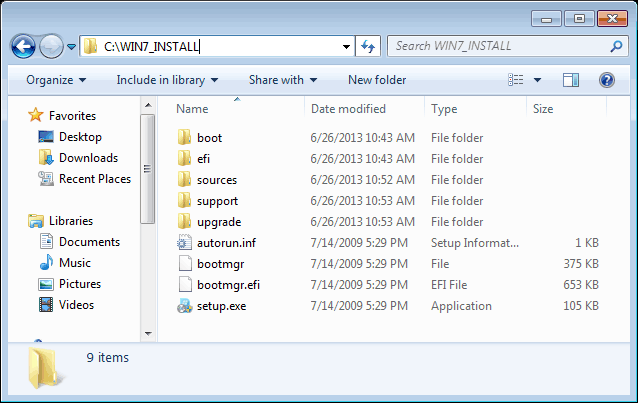 C:\WIN7_INSTALL
Search WIN7_INSTALL
Organize Include in library Share with New folder
Favorites
Desktop
Downloads
Recent Places
Libraries
Documents
Music
Pictures
Videos
Name Date modified Type Size
boot 6/26/2013 10:43 AM File folder
efi 6/26/2013 10:43 AM File folder
sources 6/26/2013 10:52 AM File folder
support 6/26/2013 10:53 AM File folder
upgrade 6/26/2013 10:53 AM File folder
autorun.inf 7/14/2009 5:29 PM Setup Informat... 1 KB
bootmgr 7/14/2009 5:29 PM File 375 KB
bootmgr.efi 7/14/2009 5:29 PM EFI File 653 KB
setup.exe 7/14/2009 5:29 PM Application 105 KB
9 items